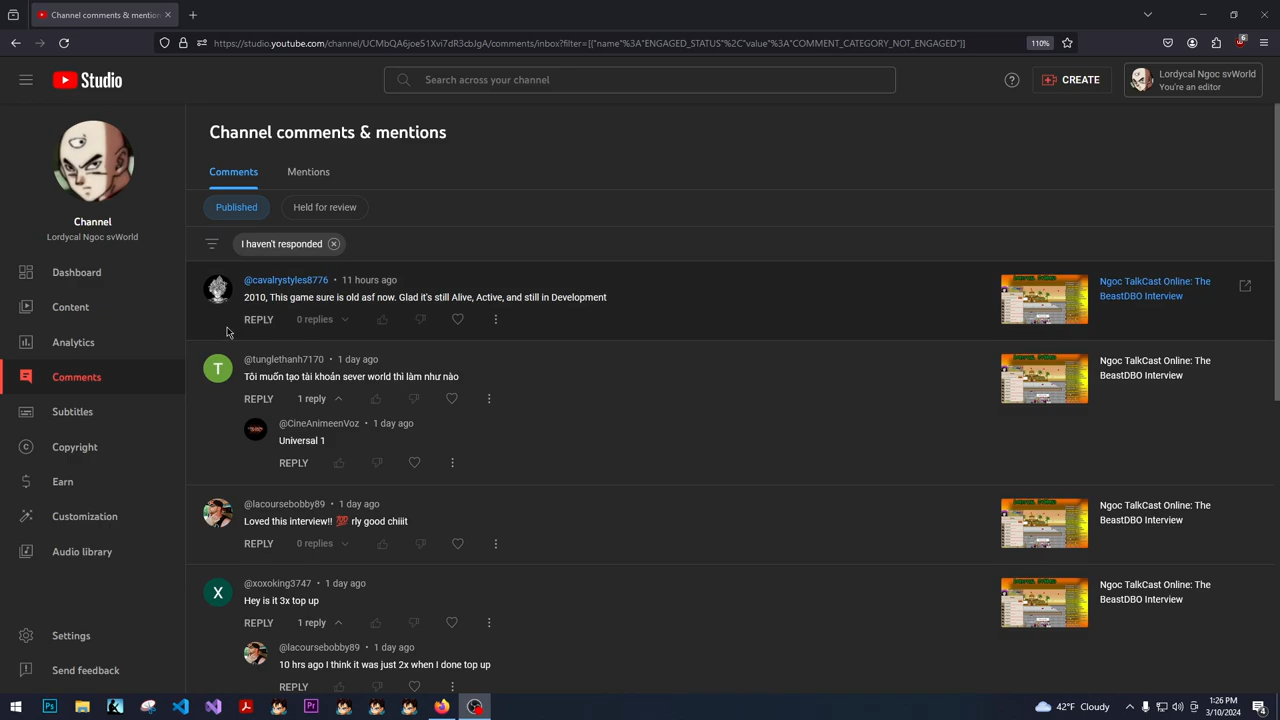 Channel comments & mention
https://studio.youtube.com/channel/UCMbQA6joe51Xvi7dR3cbJgA/comments/inbox?filter=[{"name"%3A"ENGAGED_STATUS"%2C"value"%3A"COMMENT_CATEGORY_NOT_ENGAGED"}]
110%
6
Studio
Search across your channel
CREATE
Lordycal Ngoc svWorld
You're an editor
Channel
Lordycal Ngoc svWorld
Dashboard
Content
Analytics
Comments
Subtitles
Copyright
Earn
Customization
Audio library
Settings
Send feedback
Channel comments & mentions
Comments
Mentions
Published
Held for review
I haven't responded
@cavalrystyles8776 • 11 hours ago
2010, This game sure is old asf now. Glad it's still Alive, Active, and still in Development
REPLY
0 replies
Ngoc TalkCast Online: The
BeastDBO Interview
T
@tunglethanh7170 • 1 day ago
Tôi muốn tạo tài khoản sever world thì làm như nào
REPLY
1 reply
Ngoc TalkCast Online: The
BeastDBO Interview
@CineAnimeenVoz • 1 day ago
Universal 1
REPLY
@lacoursebobby89 • 1 day ago
Loved this interview!! 💯 rly good chiiit
REPLY
0 replies
Ngoc TalkCast Online: The
BeastDBO Interview
X
@xoxoking3747 • 1 day ago
Hey is it 3x top up
REPLY
1 reply
Ngoc TalkCast Online: The
BeastDBO Interview
@lacoursebobby89 • 1 day ago
10 hrs ago I think it was just 2x when I done top up
REPLY
Ps
Pr
42°F Cloudy
1:26 PM
3/10/2024
4